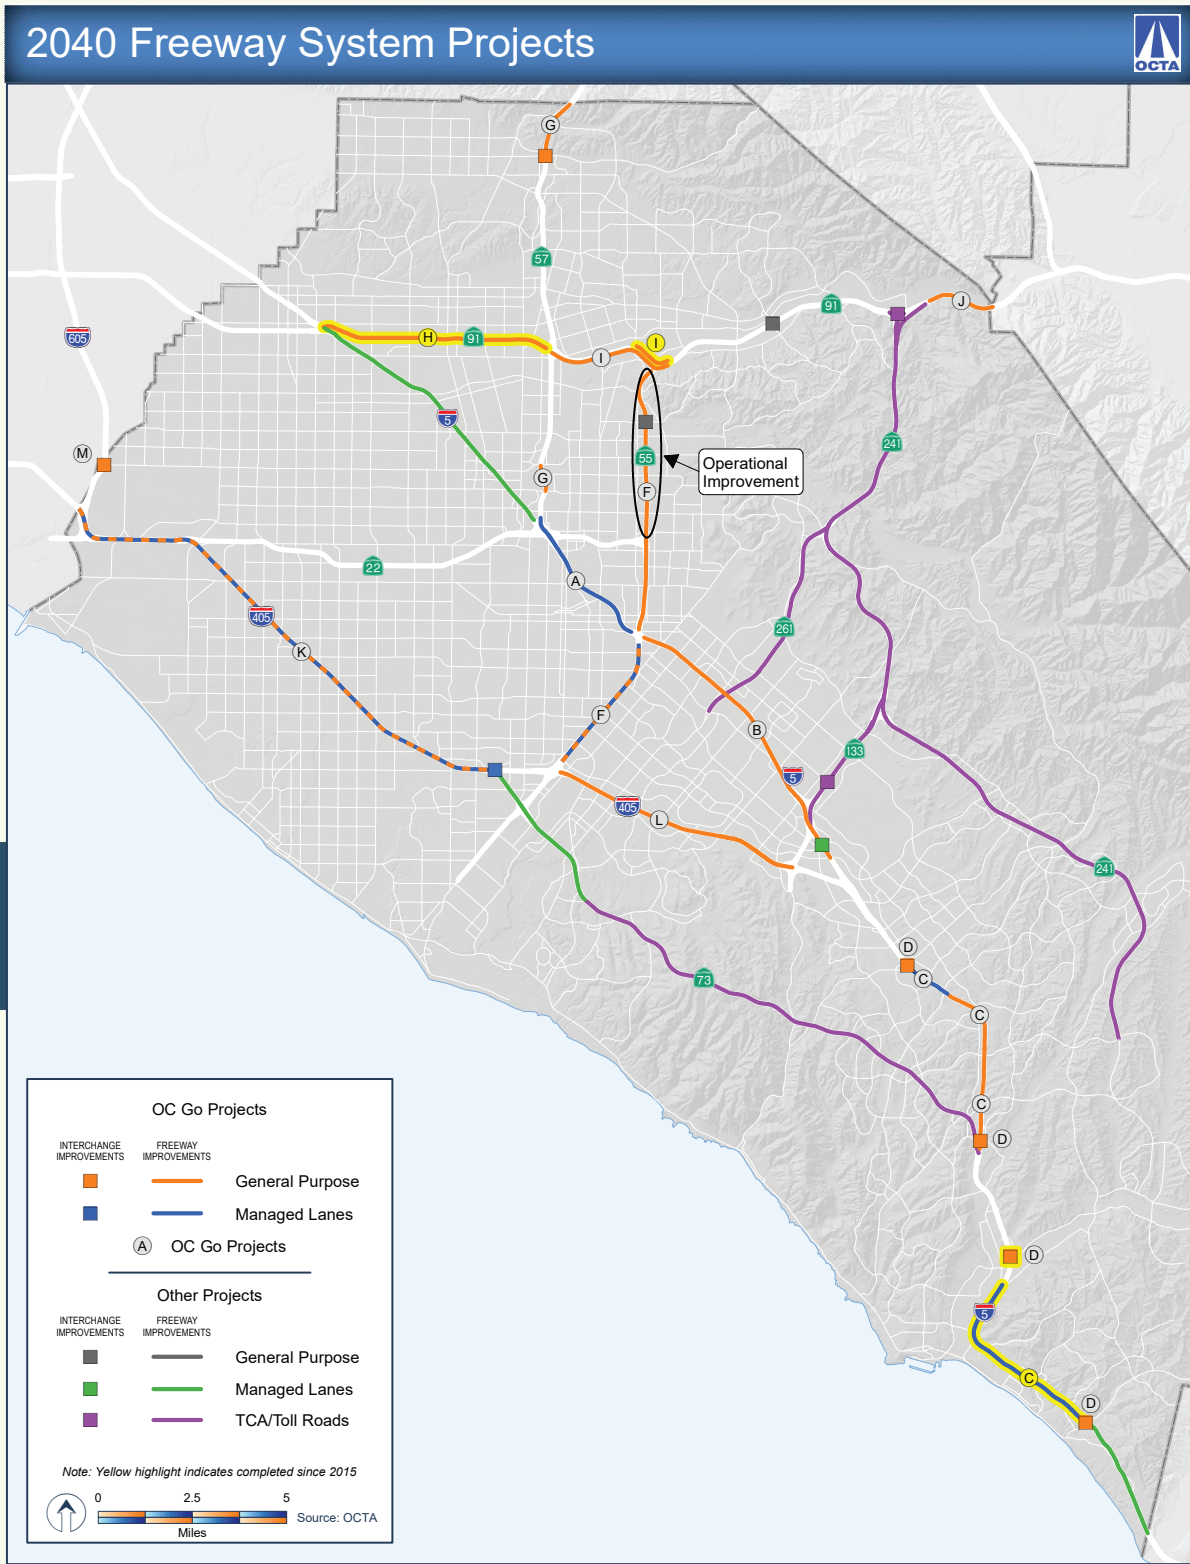 2040 Freeway System Projects
OCTA
G
57
91
J
605
H
91
I
I
5
241
M
55
Operational
Improvement
G
F
22
A
405
261
K
F
B
133
5
405
L
241
D
C
73
C
C
D
D
5
C
D
OC Go Projects
INTERCHANGE
IMPROVEMENTS
FREEWAY
IMPROVEMENTS
General Purpose
Managed Lanes
A OC Go Projects
Other Projects
INTERCHANGE
IMPROVEMENTS
FREEWAY
IMPROVEMENTS
General Purpose
Managed Lanes
TCA/Toll Roads
Note: Yellow highlight indicates completed since 2015
0 2.5 5
Miles
Source: OCTA